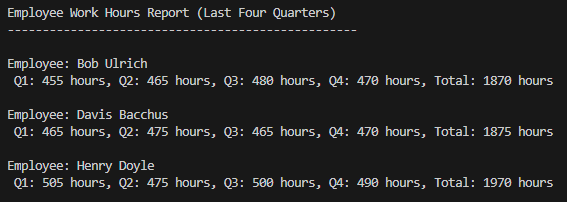 Employee Work Hours Report (Last Four Quarters)
--------------------------------------------------
Employee: Bob Ulrich
Q1: 455 hours, Q2: 465 hours, Q3: 480 hours, Q4: 470 hours, Total: 1870 hours
Employee: Davis Bacchus
Q1: 465 hours, Q2: 475 hours, Q3: 465 hours, Q4: 470 hours, Total: 1875 hours
Employee: Henry Doyle
Q1: 505 hours, Q2: 475 hours, Q3: 500 hours, Q4: 490 hours, Total: 1970 hours